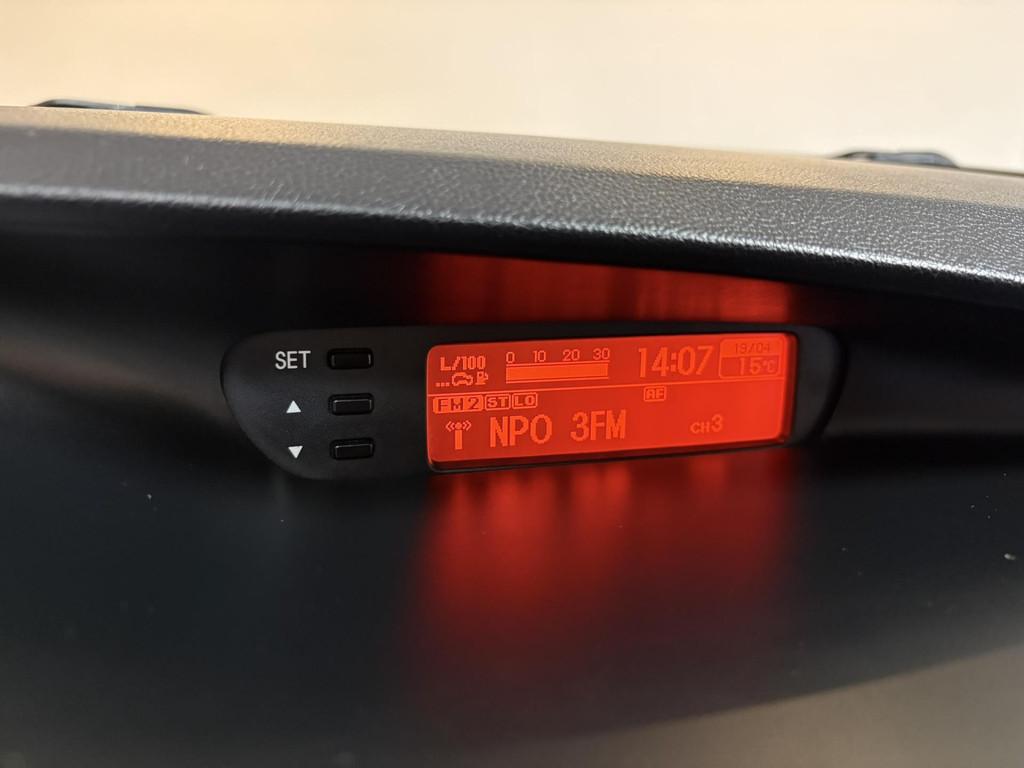 SET
▲
▼
L/100 0 10 20 30 14:07 19/04
... 15℃
FM2 ST LO AF
NPO 3FM CH3